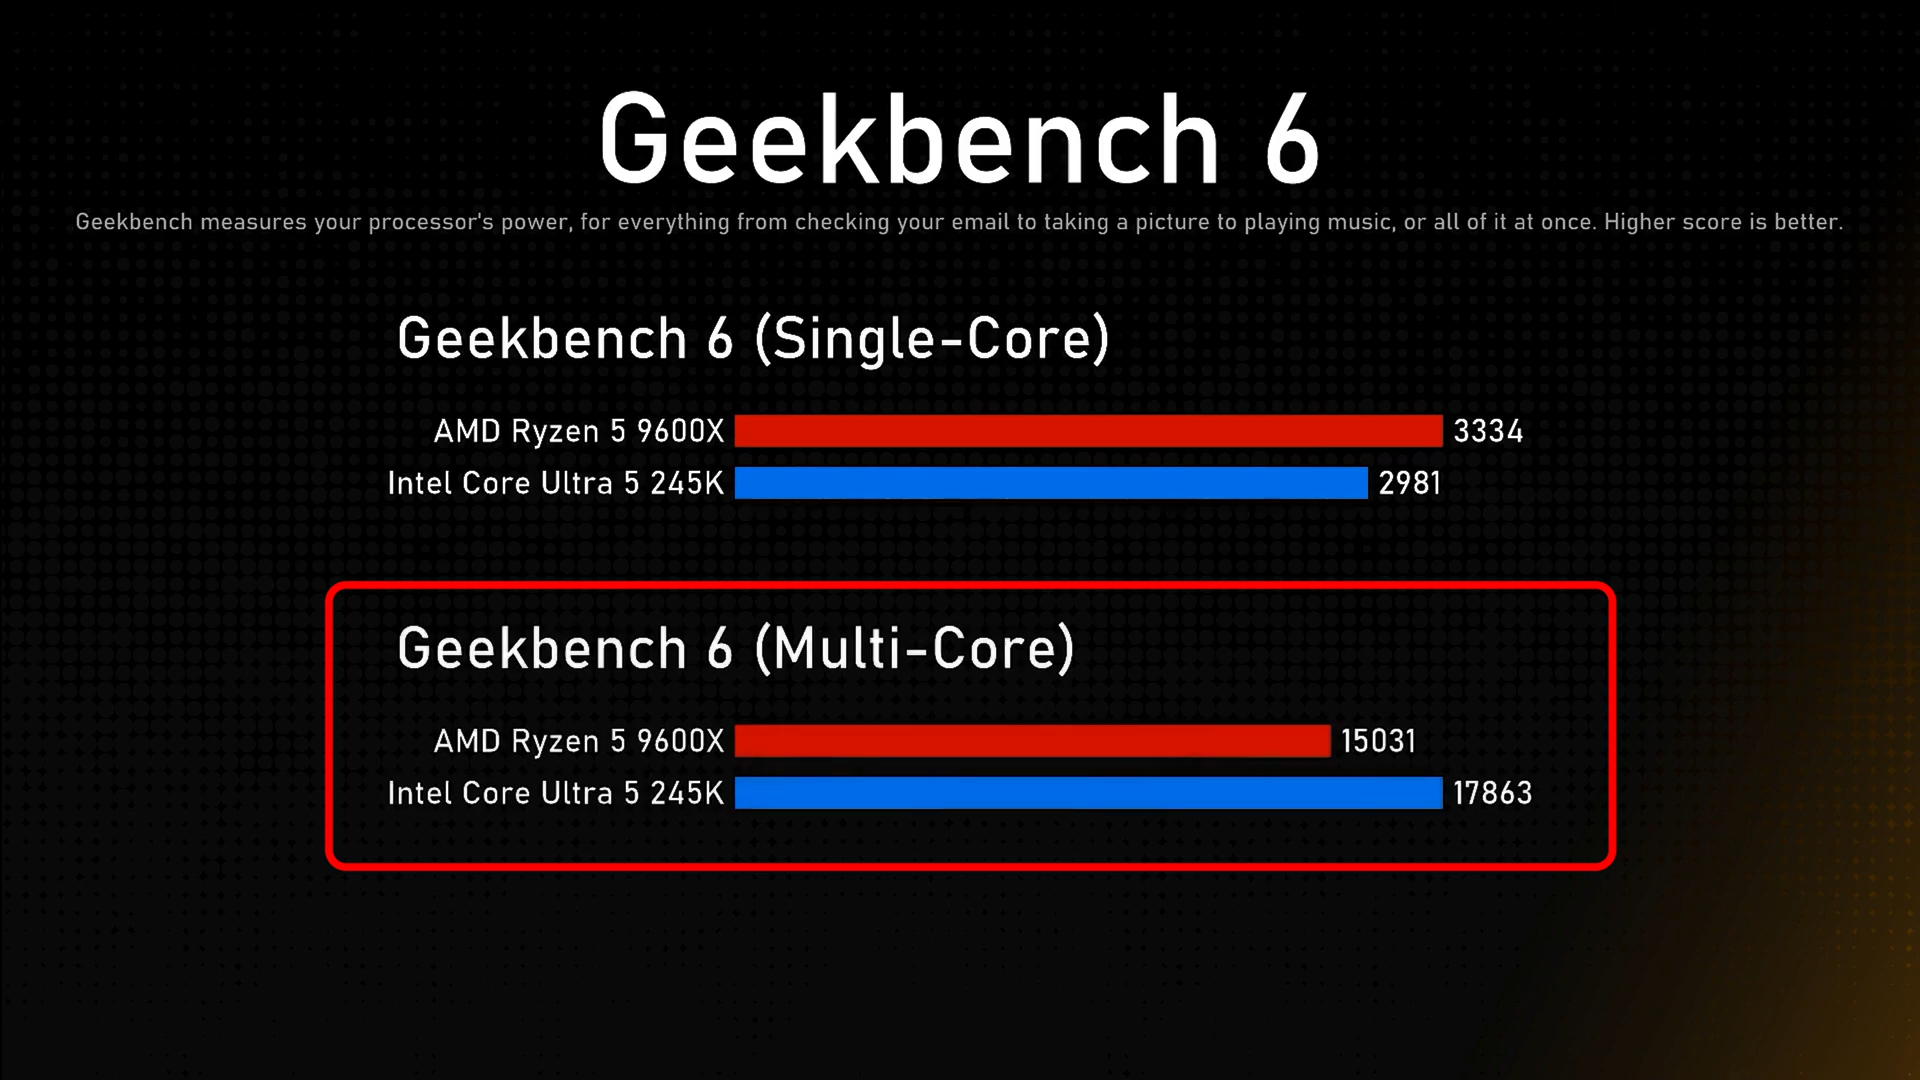 Geekbench 6
Geekbench measures your processor's power, for everything from checking your email to taking a picture to playing music, or all of it at once. Higher score is better.
Geekbench 6 (Single-Core)
AMD Ryzen 5 9600X 3334
Intel Core Ultra 5 245K 2981
Geekbench 6 (Multi-Core)
AMD Ryzen 5 9600X 15031
Intel Core Ultra 5 245K 17863